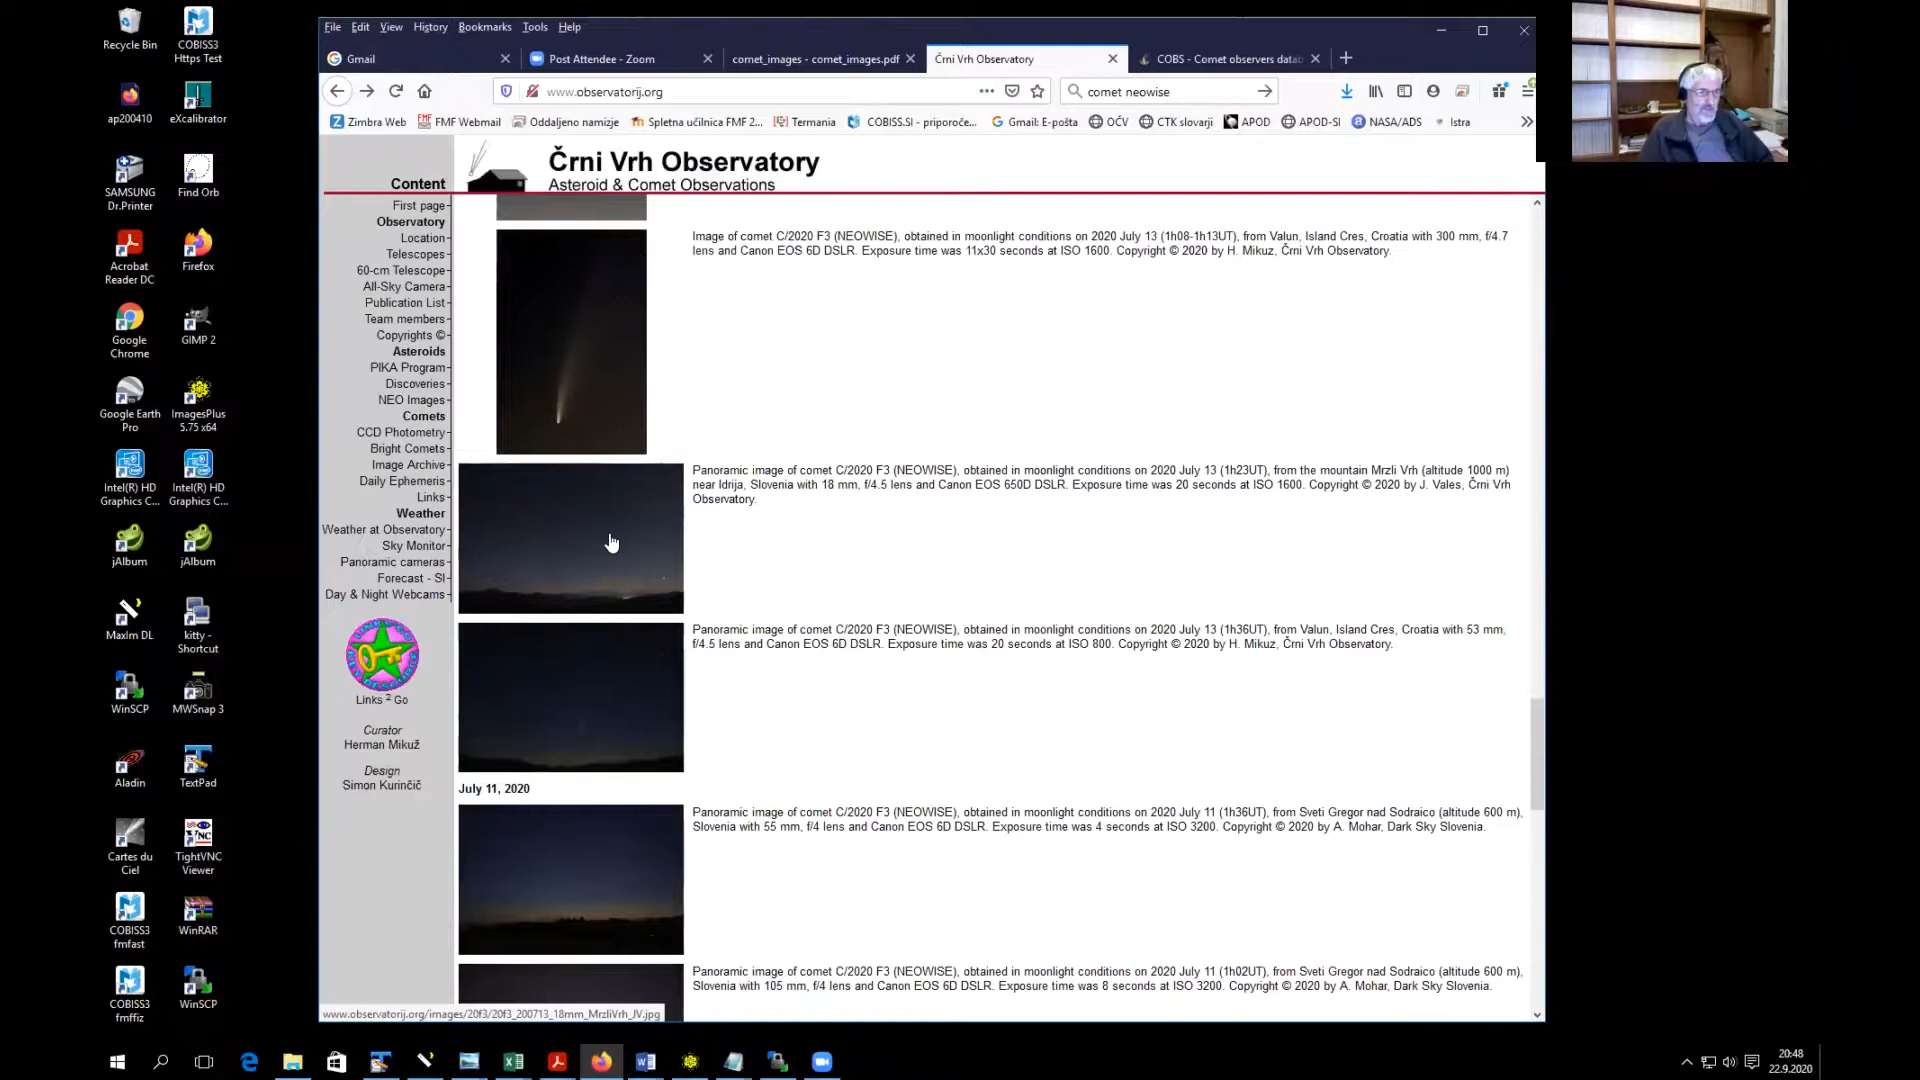 Recycle Bin
COBISS3
Https Test
ap200410
eXcalibrator
SAMSUNG
Dr.Printer
Find Orb
Acrobat
Reader DC
Firefox
Google
Chrome
GIMP 2
Google Earth
Pro
ImagesPlus
5.75 x64
Intel(R) HD
Graphics C...
Intel(R) HD
Graphics C...
jAlbum
jAlbum
MaxIm DL
kitty -
Shortcut
WinSCP
MWSnap 3
Aladin
TextPad
Cartes du
Ciel
TightVNC
Viewer
COBISS3
fmfast
WinRAR
COBISS3
fmffiz
WinSCP
File Edit View History Bookmarks Tools Help
Gmail
Post Attendee - Zoom
comet_images - comet_images.pdf
Črni Vrh Observatory
COBS - Comet observers datab
www.observatorij.org
comet neowise
Zimbra Web
FMF Webmail
Oddaljeno namizje
Spletna učilnica FMF 2...
Termania
COBISS.SI - priporoče...
Gmail: E-pošta
OČV
CTK slovarji
APOD
APOD-SI
NASA/ADS
Istra
Črni Vrh Observatory
Asteroid & Comet Observations
Content
First page
Observatory
Location
Telescopes
60-cm Telescope
All-Sky Camera
Publication List
Team members
Copyrights ©
Asteroids
PIKA Program
Discoveries
NEO Images
Comets
CCD Photometry
Bright Comets
Image Archive
Daily Ephemeris
Links
Weather
Weather at Observatory
Sky Monitor
Panoramic cameras
Forecast - SI
Day & Night Webcams
Links 2 Go
Curator
Herman Mikuž
Design
Simon Kurinčič
Image of comet C/2020 F3 (NEOWISE), obtained in moonlight conditions on 2020 July 13 (1h08-1h13UT), from Valun, Island Cres, Croatia with 300 mm, f/4.7
lens and Canon EOS 6D DSLR. Exposure time was 11x30 seconds at ISO 1600. Copyright © 2020 by H. Mikuz, Črni Vrh Observatory.
Panoramic image of comet C/2020 F3 (NEOWISE), obtained in moonlight conditions on 2020 July 13 (1h23UT), from the mountain Mrzli Vrh (altitude 1000 m)
near Idrija, Slovenia with 18 mm, f/4.5 lens and Canon EOS 650D DSLR. Exposure time was 20 seconds at ISO 1600. Copyright © 2020 by J. Vales, Črni Vrh
Observatory.
Panoramic image of comet C/2020 F3 (NEOWISE), obtained in moonlight conditions on 2020 July 13 (1h36UT), from Valun, Island Cres, Croatia with 53 mm,
f/4.5 lens and Canon EOS 6D DSLR. Exposure time was 20 seconds at ISO 800. Copyright © 2020 by H. Mikuz, Črni Vrh Observatory.
July 11, 2020
Panoramic image of comet C/2020 F3 (NEOWISE), obtained in moonlight conditions on 2020 July 11 (1h36UT), from Sveti Gregor nad Sodraico (altitude 600 m),
Slovenia with 55 mm, f/4 lens and Canon EOS 6D DSLR. Exposure time was 4 seconds at ISO 3200. Copyright © 2020 by A. Mohar, Dark Sky Slovenia.
Panoramic image of comet C/2020 F3 (NEOWISE), obtained in moonlight conditions on 2020 July 11 (1h02UT), from Sveti Gregor nad Sodraico (altitude 600 m),
Slovenia with 105 mm, f/4 lens and Canon EOS 6D DSLR. Exposure time was 8 seconds at ISO 3200. Copyright © 2020 by A. Mohar, Dark Sky Slovenia.
www.observatorij.org/images/20f3/20f3_200713_18mm_MrzliVrh_JV.jpg
20:48
22.9.2020